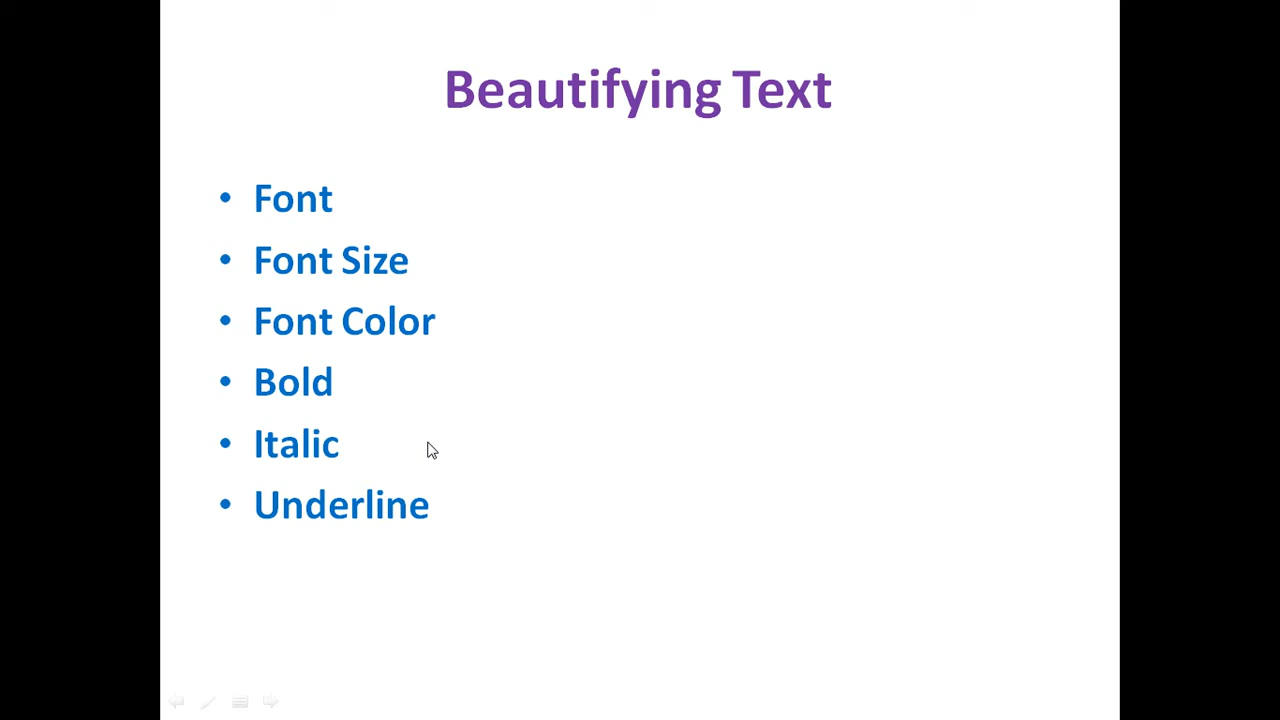 Beautifying Text
• Font
• Font Size
• Font Color
• Bold
• Italic
• Underline